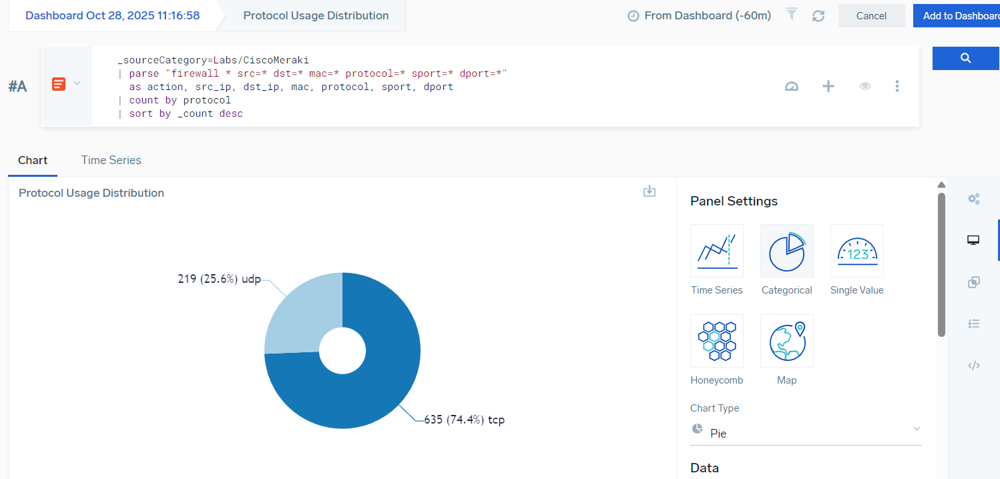 Dashboard Oct 28, 2025 11:16:58
Protocol Usage Distribution
From Dashboard (-60m)
Cancel
Add to Dashboard
#A
_sourceCategory=Labs/CiscoMeraki
| parse "firewall * src=* dst=* mac=* protocol=* sport=* dport=*"
as action, src_ip, dst_ip, mac, protocol, sport, dport
| count by protocol
| sort by _count desc
Chart
Time Series
Protocol Usage Distribution
219 (25.6%) udp
635 (74.4%) tcp
Panel Settings
Time Series
Categorical
123
Single Value
Honeycomb
Map
Chart Type
Pie
Data